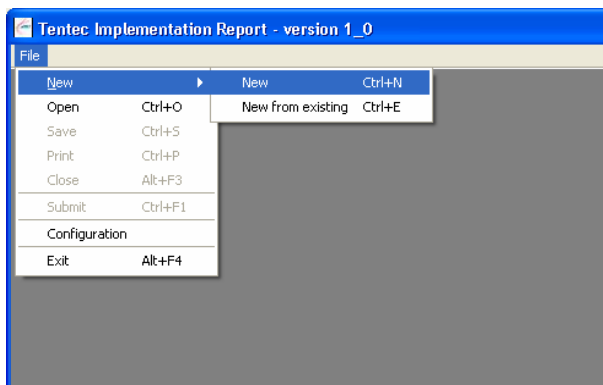 Tentec Implementation Report - version 1_0
File
New
Open Ctrl+O
Save Ctrl+S
Print Ctrl+P
Close Alt+F3
Submit Ctrl+F1
Configuration
Exit Alt+F4
New Ctrl+N
New from existing Ctrl+E